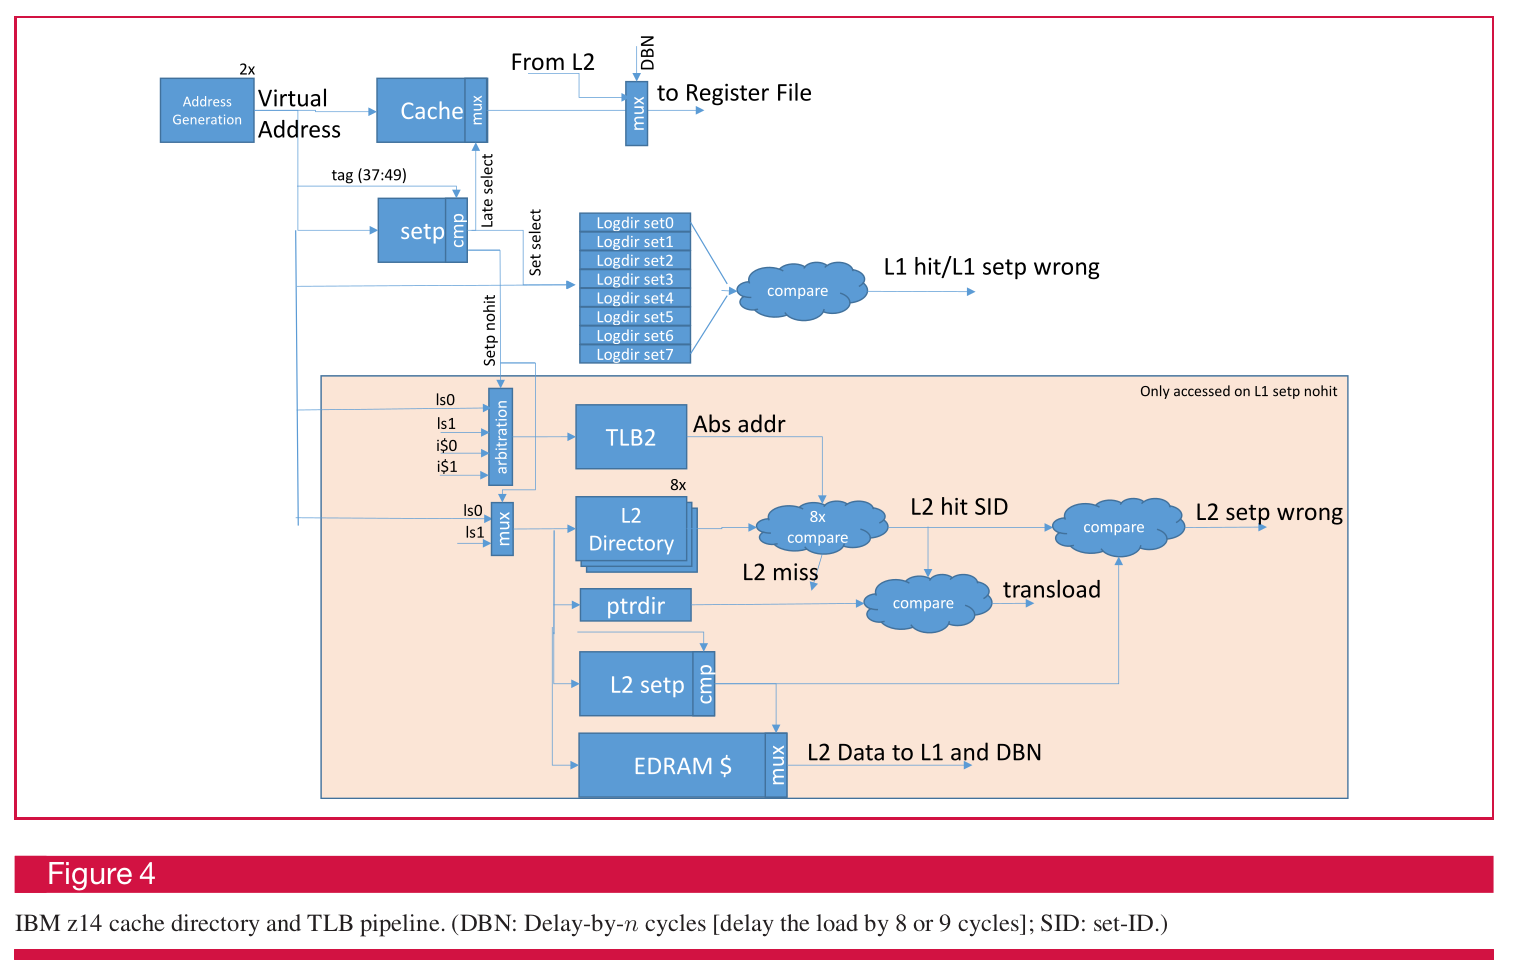 2x
Address
Generation
Virtual
Address
Cache
mux
From L2
DBN
mux
to Register File
tag (37:49)
Late select
setp
cmp
Set select
Setp nohit
Logdir set0
Logdir set1
Logdir set2
Logdir set3
Logdir set4
Logdir set5
Logdir set6
Logdir set7
compare
L1 hit/L1 setp wrong
Only accessed on L1 setp nohit
ls0
ls1
i$0
i$1
arbitration
TLB2
Abs addr
8x
ls0
ls1
mux
L2
Directory
8x
compare
L2 hit SID
compare
L2 setp wrong
L2 miss
ptrdir
compare
transload
L2 setp
cmp
EDRAM $
mux
L2 Data to L1 and DBN
Figure 4
IBM z14 cache directory and TLB pipeline. (DBN: Delay-by-n cycles [delay the load by 8 or 9 cycles]; SID: set-ID.)